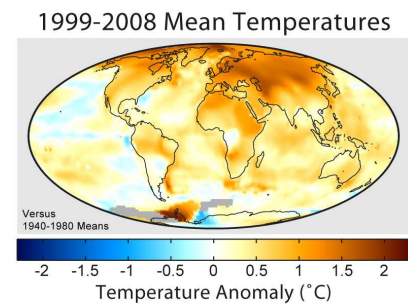 1999-2008 Mean Temperatures
Versus
1940-1980 Means
-2 -1.5 -1 -0.5 0 0.5 1 1.5 2
Temperature Anomaly (˚C)